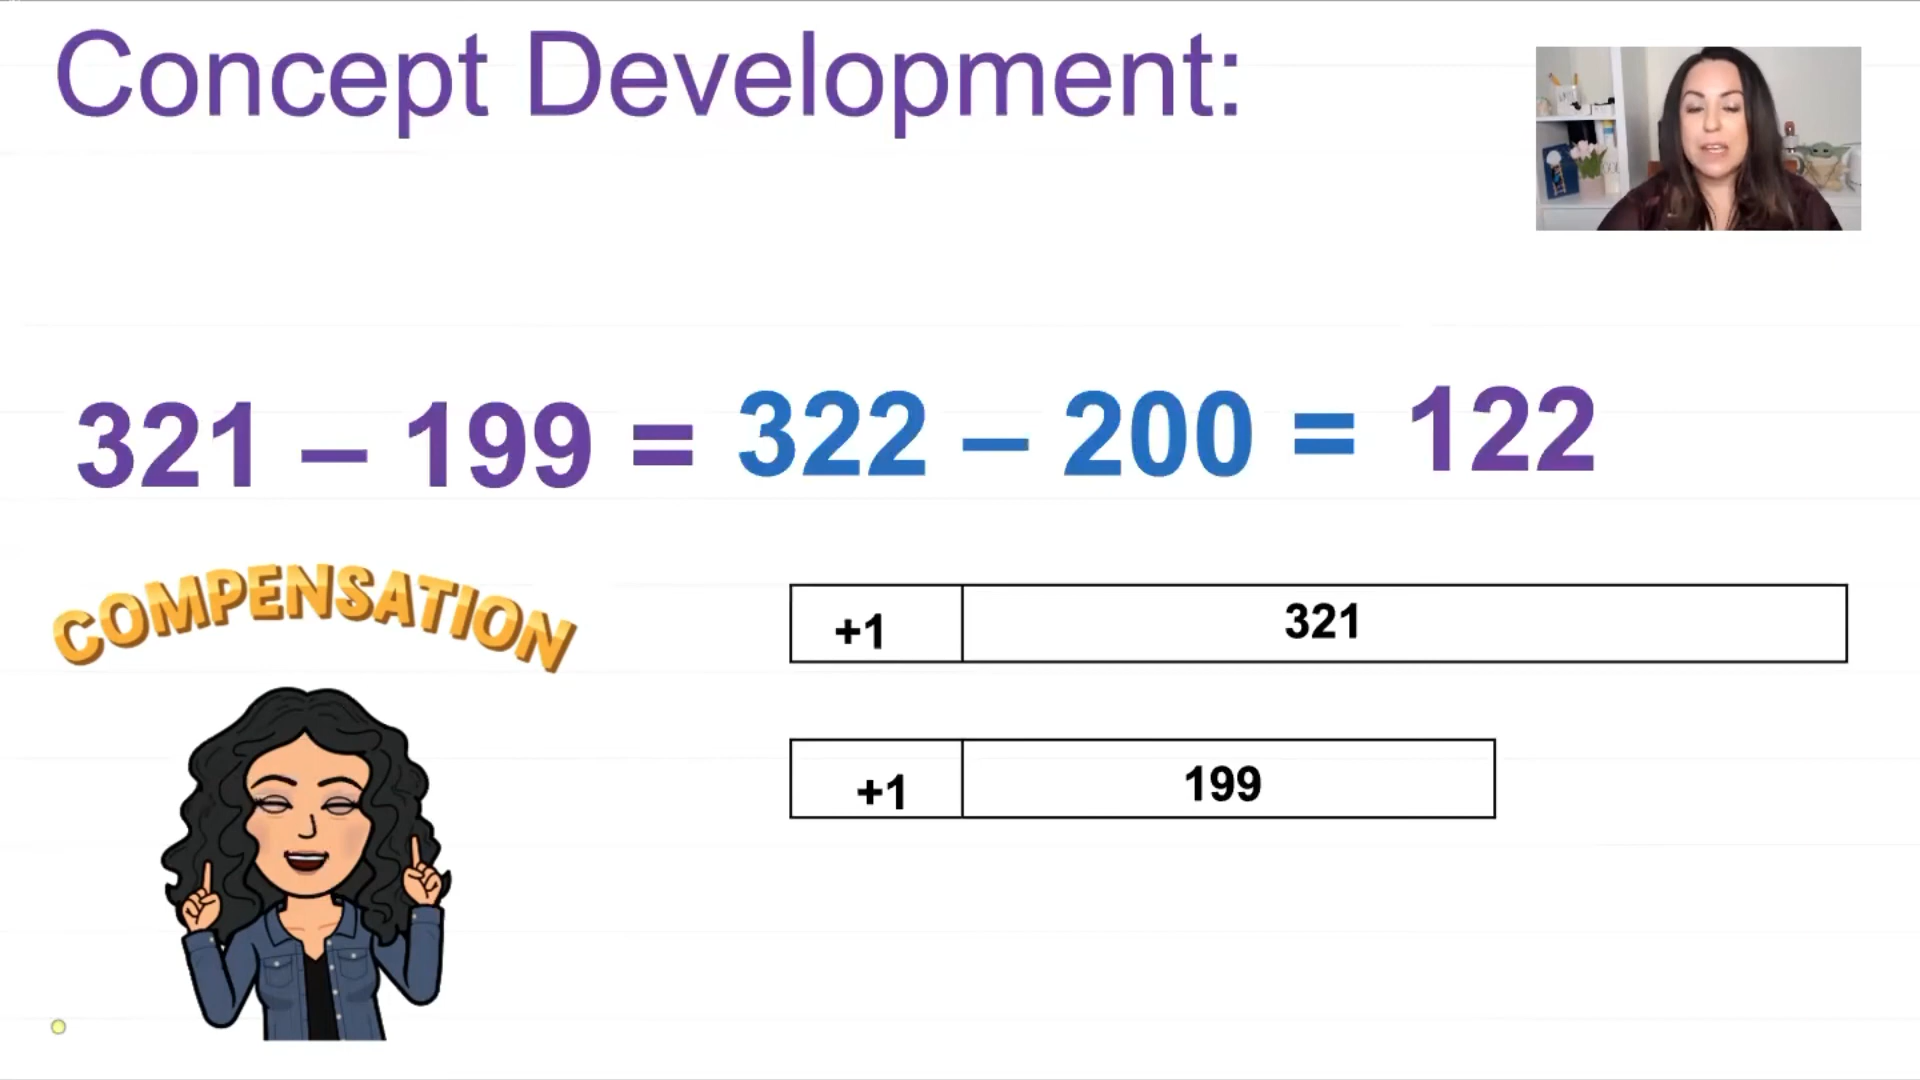 Concept Development:
321 – 199 = 322 – 200 = 122
COMPENSATION
+1 321
+1 199